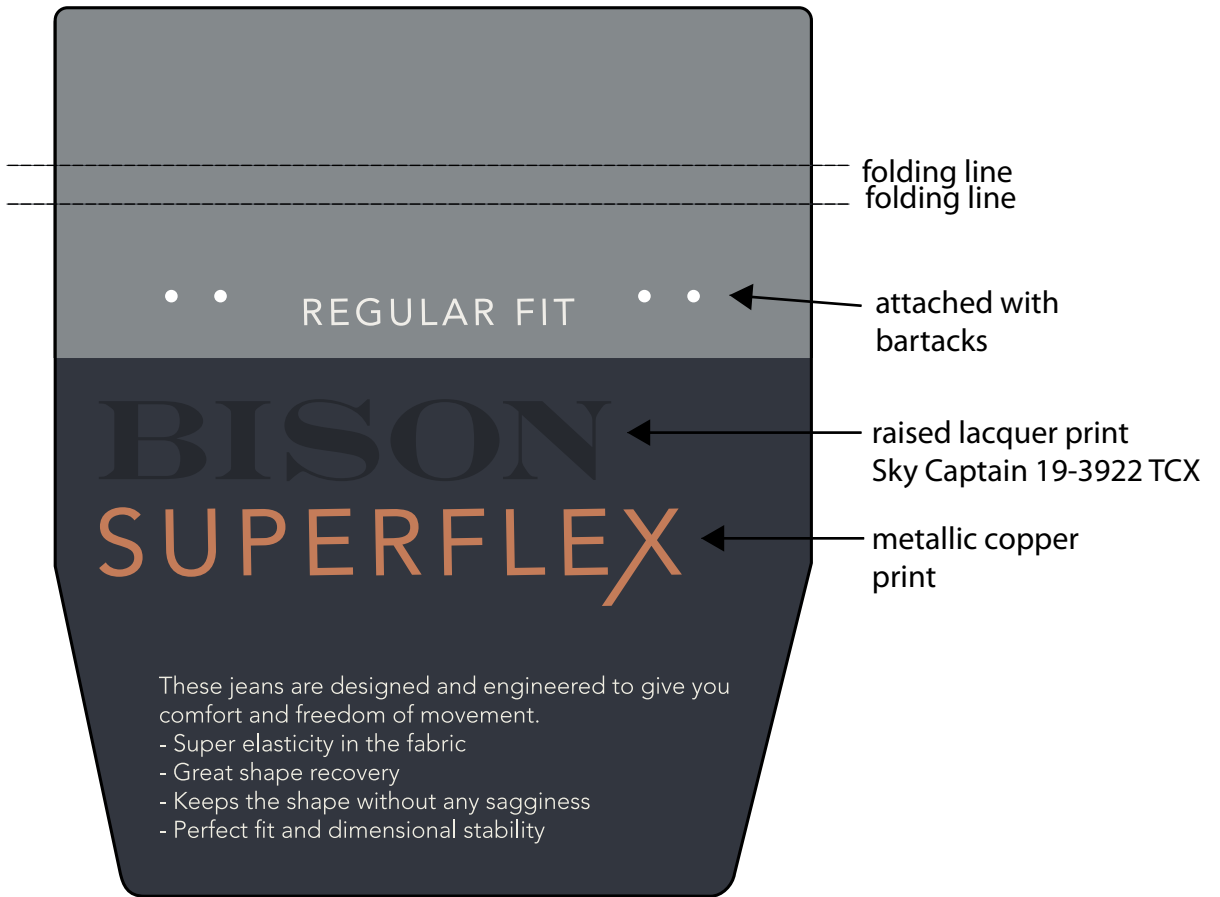 folding line
folding line
REGULAR FIT
attached with
bartacks
BISON
raised lacquer print
Sky Captain 19-3922 TCX
SUPERFLEX
metallic copper
print
These jeans are designed and engineered to give you
comfort and freedom of movement.
- Super elasticity in the fabric
- Great shape recovery
- Keeps the shape without any sagginess
- Perfect fit and dimensional stability